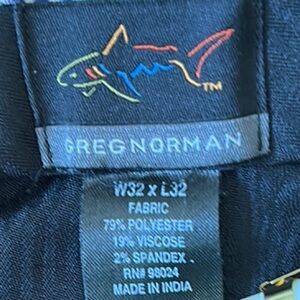 TM
GREGNORMAN
W32 x L32
FABRIC
79% POLYESTER
19% VISCOSE
2% SPANDEX
RN# 98024
MADE IN INDIA